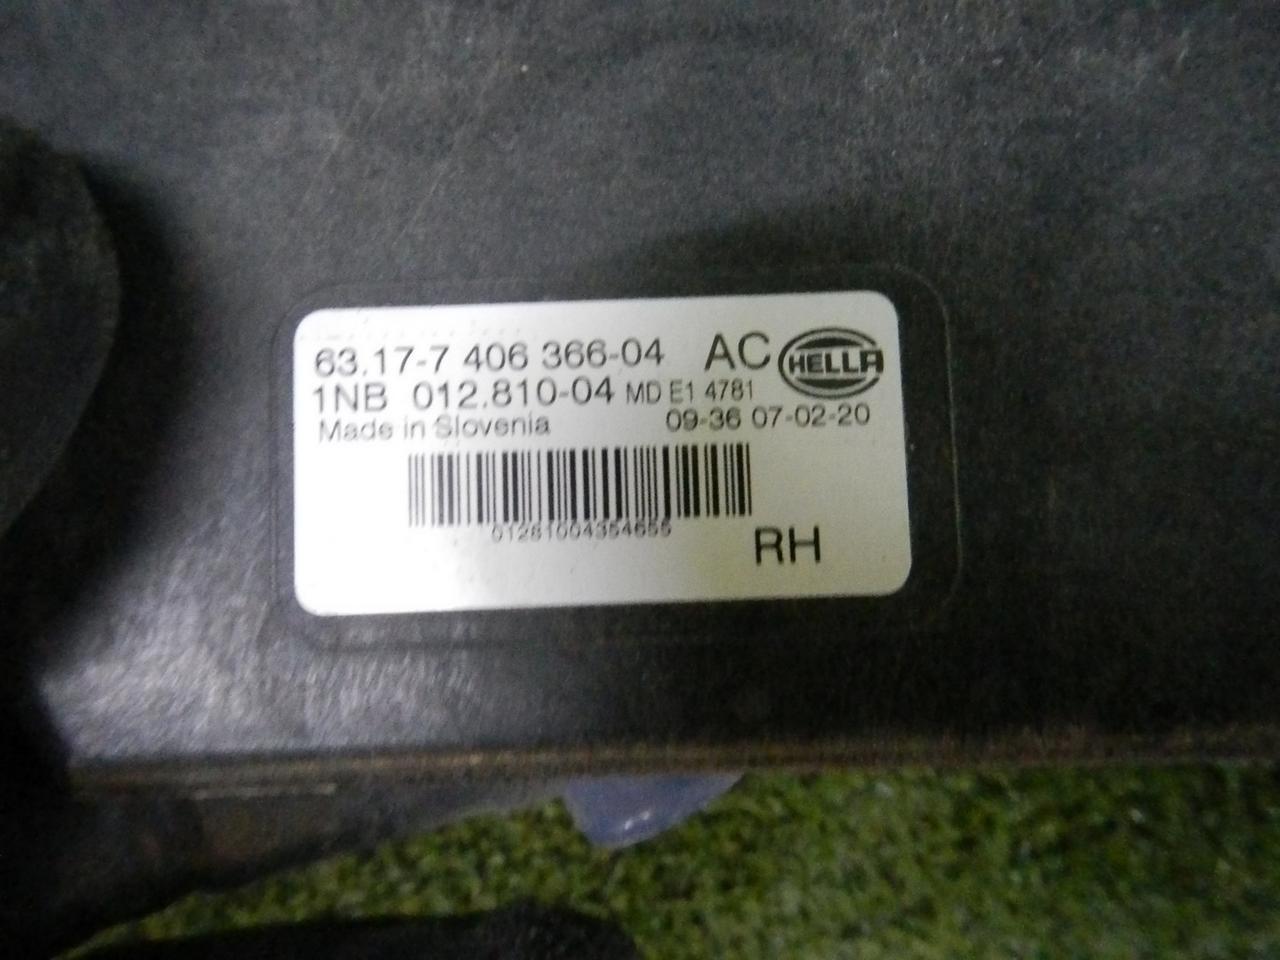 63.17-7 406 366-04 AC HELLA
1NB 012.810-04 MD E1 4781
Made in Slovenia 09-36 07-02-20
01281004354655
RH